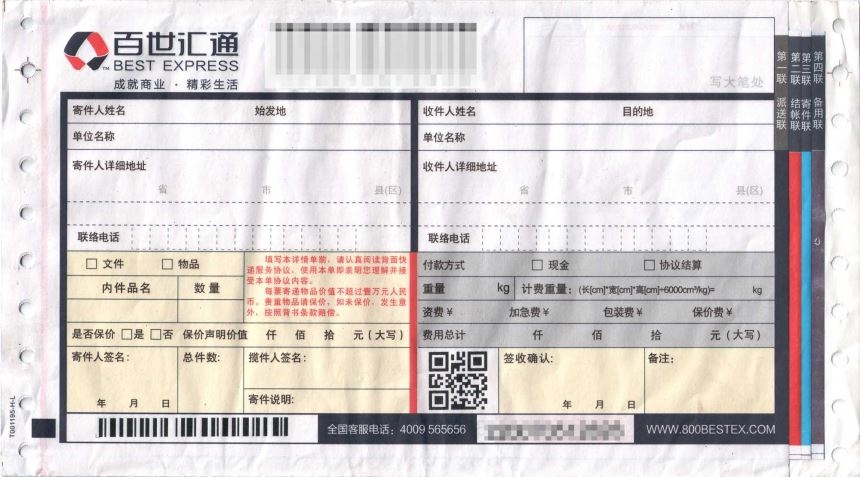 百世汇通
BEST EXPRESS
TM
成就商业 · 精彩生活
写大笔处
第一联 派送联
第二联 结帐联
第三联 寄件联
第四联 备用联
寄件人姓名 始发地
单位名称
寄件人详细地址
省 市 县(区)
联络电话
收件人姓名 目的地
单位名称
收件人详细地址
省 市 县(区)
联络电话
文件 物品
内件品名 数量
填写本详情单前，请认真阅读背面快
递服务协议，使用本单即表明您理解并接
受本单协议内容。
每票寄递物品价值不超过壹万元人民
币。贵重物品请保价，如未保价，发生意
外，按照背书条款赔偿。
是否保价 是 否 保价声明价值 仟 佰 拾 元（大写）
付款方式 现金 协议结算
重量 kg 计费重量：(长[cm]*宽[cm]*高[cm]÷6000cm³/kg)= kg
资费¥ 加急费¥ 包装费¥ 保价费¥
费用总计 仟 佰 拾 元（大写）
寄件人签名： 总件数： 揽件人签名：
年 月 日
寄件说明：
签收确认： 备注：
年 月 日
T001195-H-L
全国客服电话：4009 565656
WWW.800BESTEX.COM